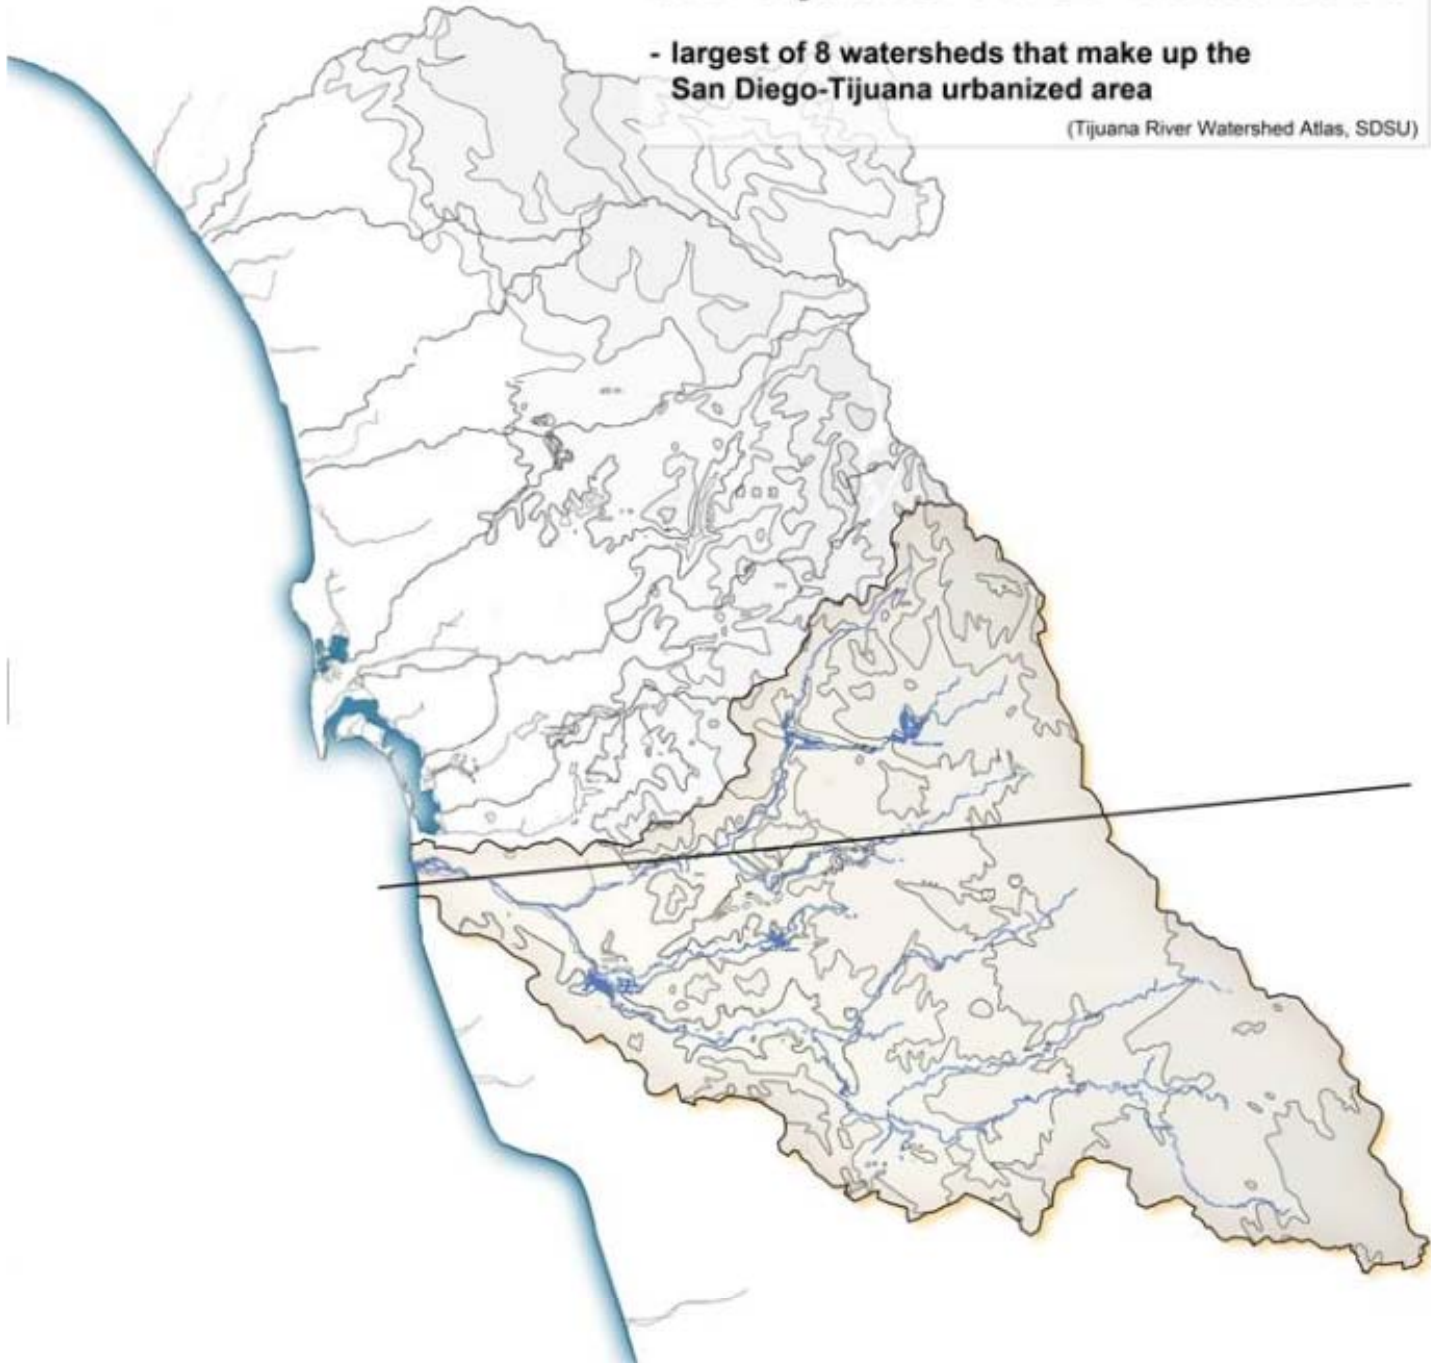 - largest of 8 watersheds that make up the
San Diego-Tijuana urbanized area
(Tijuana River Watershed Atlas, SDSU)